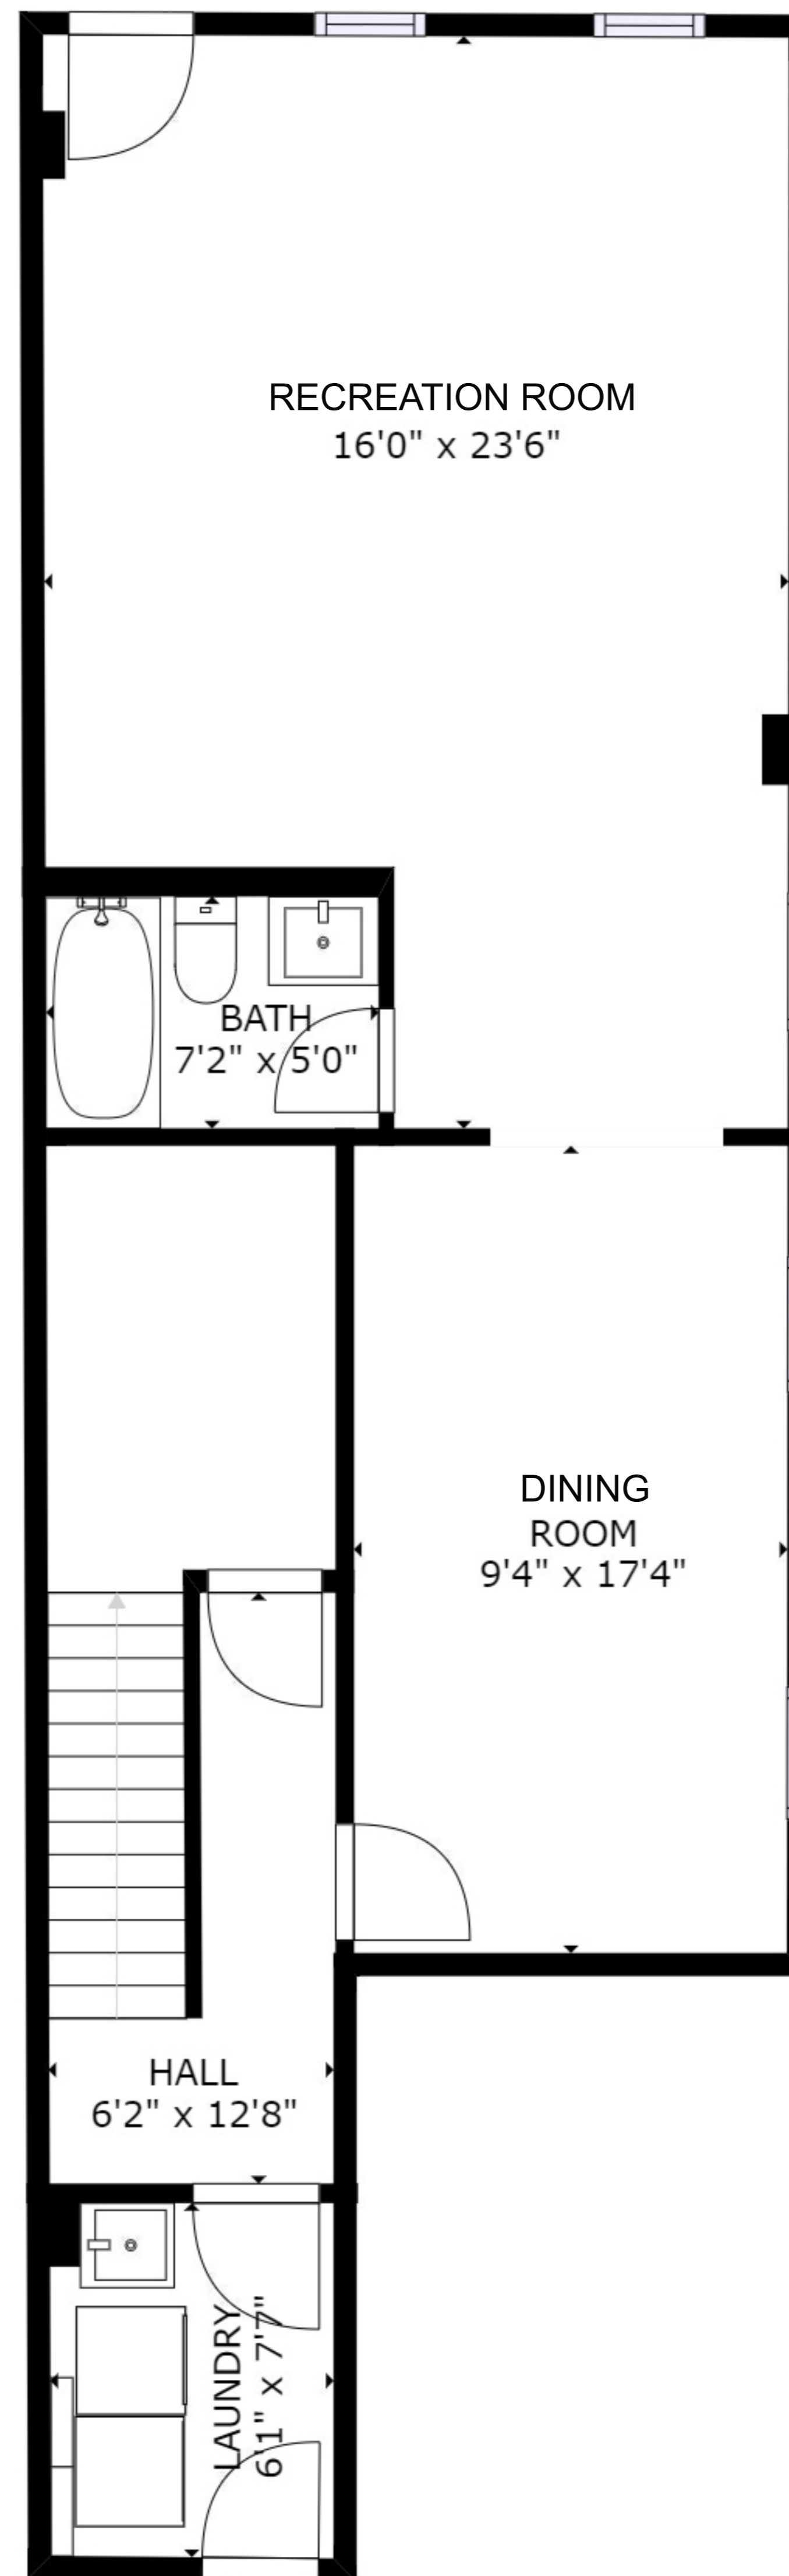 RECREATION ROOM
16'0" x 23'6"
BATH
7'2" x 5'0"
DINING
ROOM
9'4" x 17'4"
HALL
6'2" x 12'8"
LAUNDRY
6'1" x 7'7"